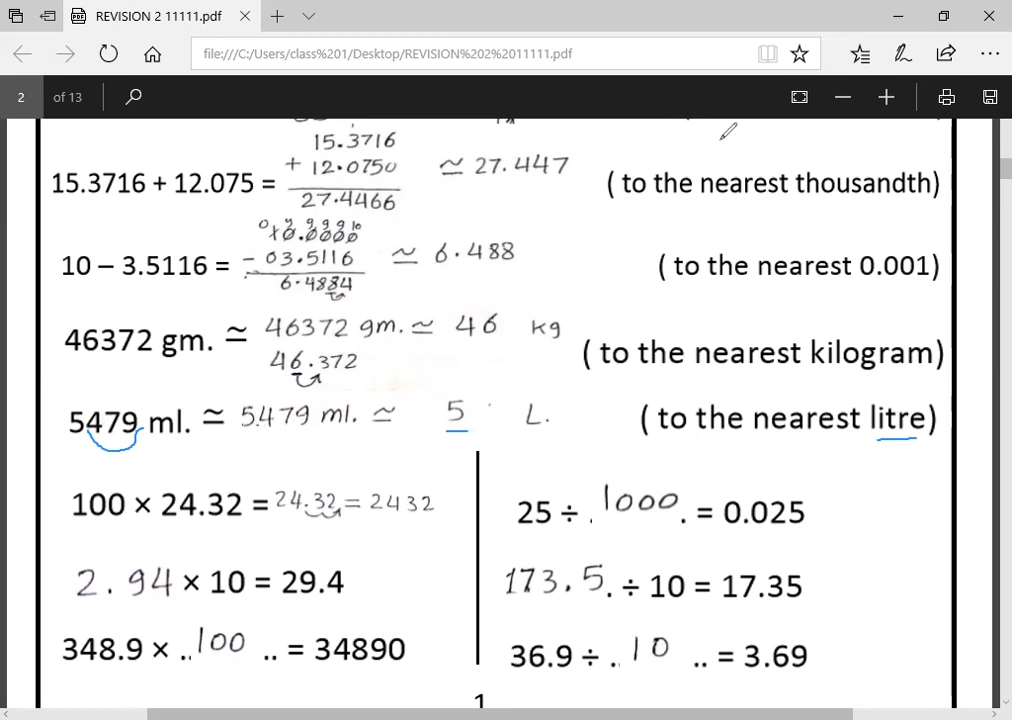 REVISION 2 11111.pdf
file:///C:/Users/class%201/Desktop/REVISION%202%2011111.pdf
2 of 13
15.3716 + 12.075 = 15.3716 + 12.0750 27.4466 ≃ 27.447 ( to the nearest thousandth)
10 – 3.5116 = 10.0000 - 03.5116 6.4884 ≃ 6.488 ( to the nearest 0.001)
46372 gm. ≃ 46372 gm. ≃ 46 kg ( to the nearest kilogram)
46.372
5479 ml. ≃ 5479 ml. ≃ 5 L. ( to the nearest litre)
100 × 24.32 = 24.32 = 2432
25 ÷ . 1000 . = 0.025
2.94 × 10 = 29.4
173.5. ÷ 10 = 17.35
348.9 × .. 100 .. = 34890
36.9 ÷ .. 10 .. = 3.69
1